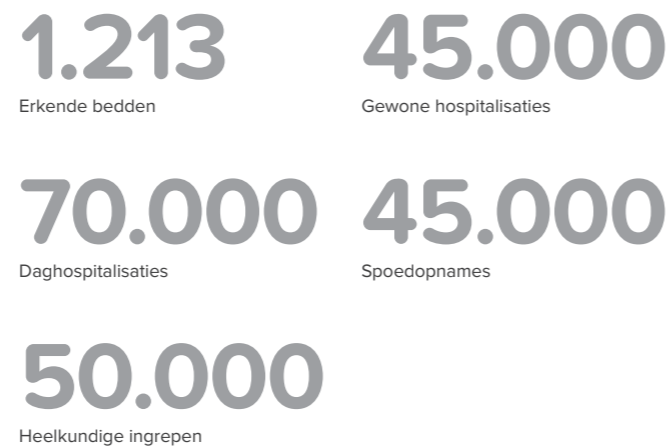 1.213
Erkende bedden
45.000
Gewone hospitalisaties
70.000
Daghospitalisaties
45.000
Spoedopnames
50.000
Heelkundige ingrepen